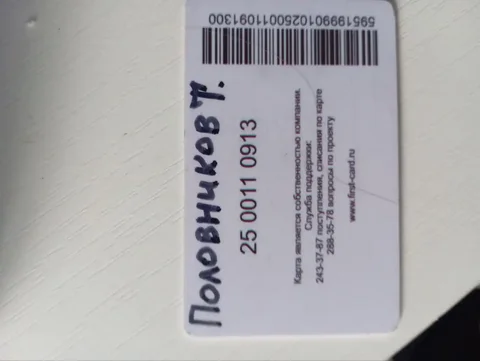 5951999010250011091300
Половников Т.
25 0011 0913
Карта является собственностью компании.
Служба поддержки:
243-37-87 поступления, списания по карте
288-35-78 вопросы по проекту
www.first-card.ru